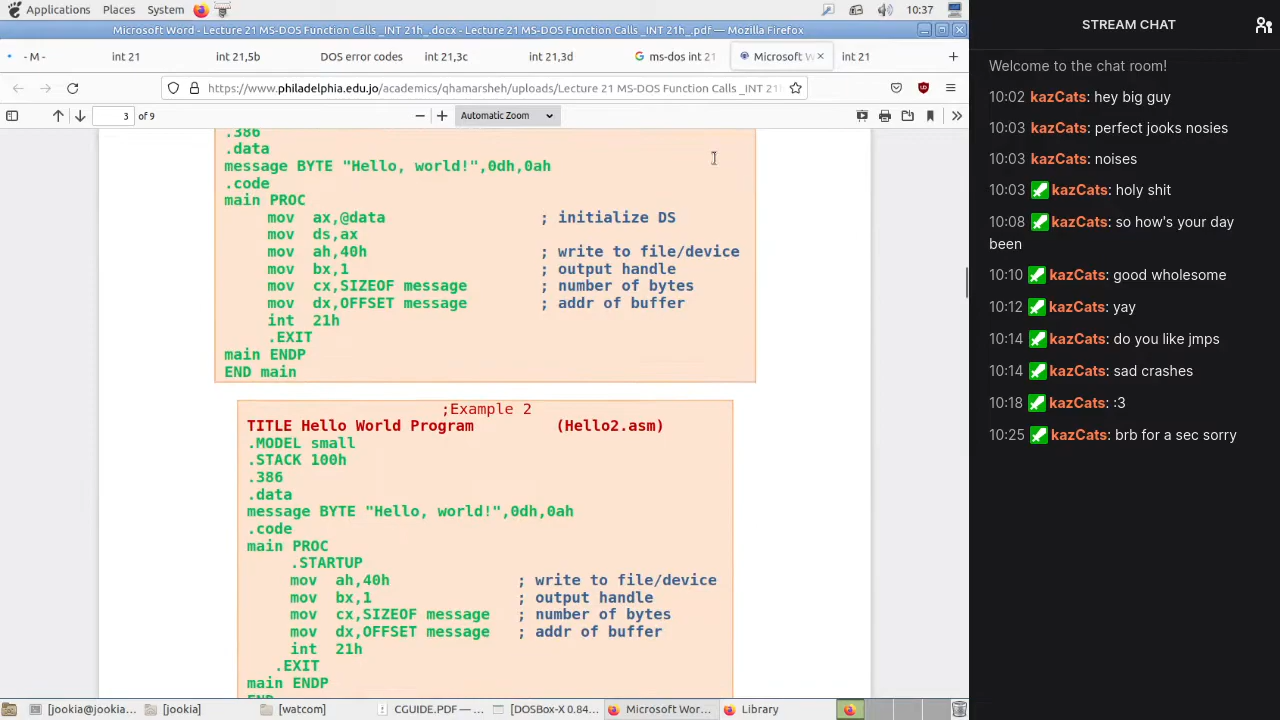 Applications Places System 10:37
Microsoft Word - Lecture 21 MS-DOS Function Calls _INT 21h_.docx - Lecture 21 MS-DOS Function Calls _INT 21h_.pdf — Mozilla Firefox
- M - int 21 int 21,5b DOS error codes int 21,3c int 21,3d ms-dos int 21 Microsoft W int 21
https://www.philadelphia.edu.jo/academics/qhamarsheh/uploads/Lecture 21 MS-DOS Function Calls _INT 21
3 of 9 Automatic Zoom
.386
.data
message BYTE "Hello, world!",0dh,0ah
.code
main PROC
mov ax,@data ; initialize DS
mov ds,ax
mov ah,40h ; write to file/device
mov bx,1 ; output handle
mov cx,SIZEOF message ; number of bytes
mov dx,OFFSET message ; addr of buffer
int 21h
.EXIT
main ENDP
END main
;Example 2
TITLE Hello World Program (Hello2.asm)
.MODEL small
.STACK 100h
.386
.data
message BYTE "Hello, world!",0dh,0ah
.code
main PROC
.STARTUP
mov ah,40h ; write to file/device
mov bx,1 ; output handle
mov cx,SIZEOF message ; number of bytes
mov dx,OFFSET message ; addr of buffer
int 21h
.EXIT
main ENDP
END
[jookia@jookia... [jookia] [watcom] CGUIDE.PDF — ... [DOSBox-X 0.84... Microsoft Wor... Library
STREAM CHAT
Welcome to the chat room!
10:02 kazCats: hey big guy
10:03 kazCats: perfect jooks nosies
10:03 kazCats: noises
10:03 kazCats: holy shit
10:08 kazCats: so how's your day
been
10:10 kazCats: good wholesome
10:12 kazCats: yay
10:14 kazCats: do you like jmps
10:14 kazCats: sad crashes
10:18 kazCats: :3
10:25 kazCats: brb for a sec sorry